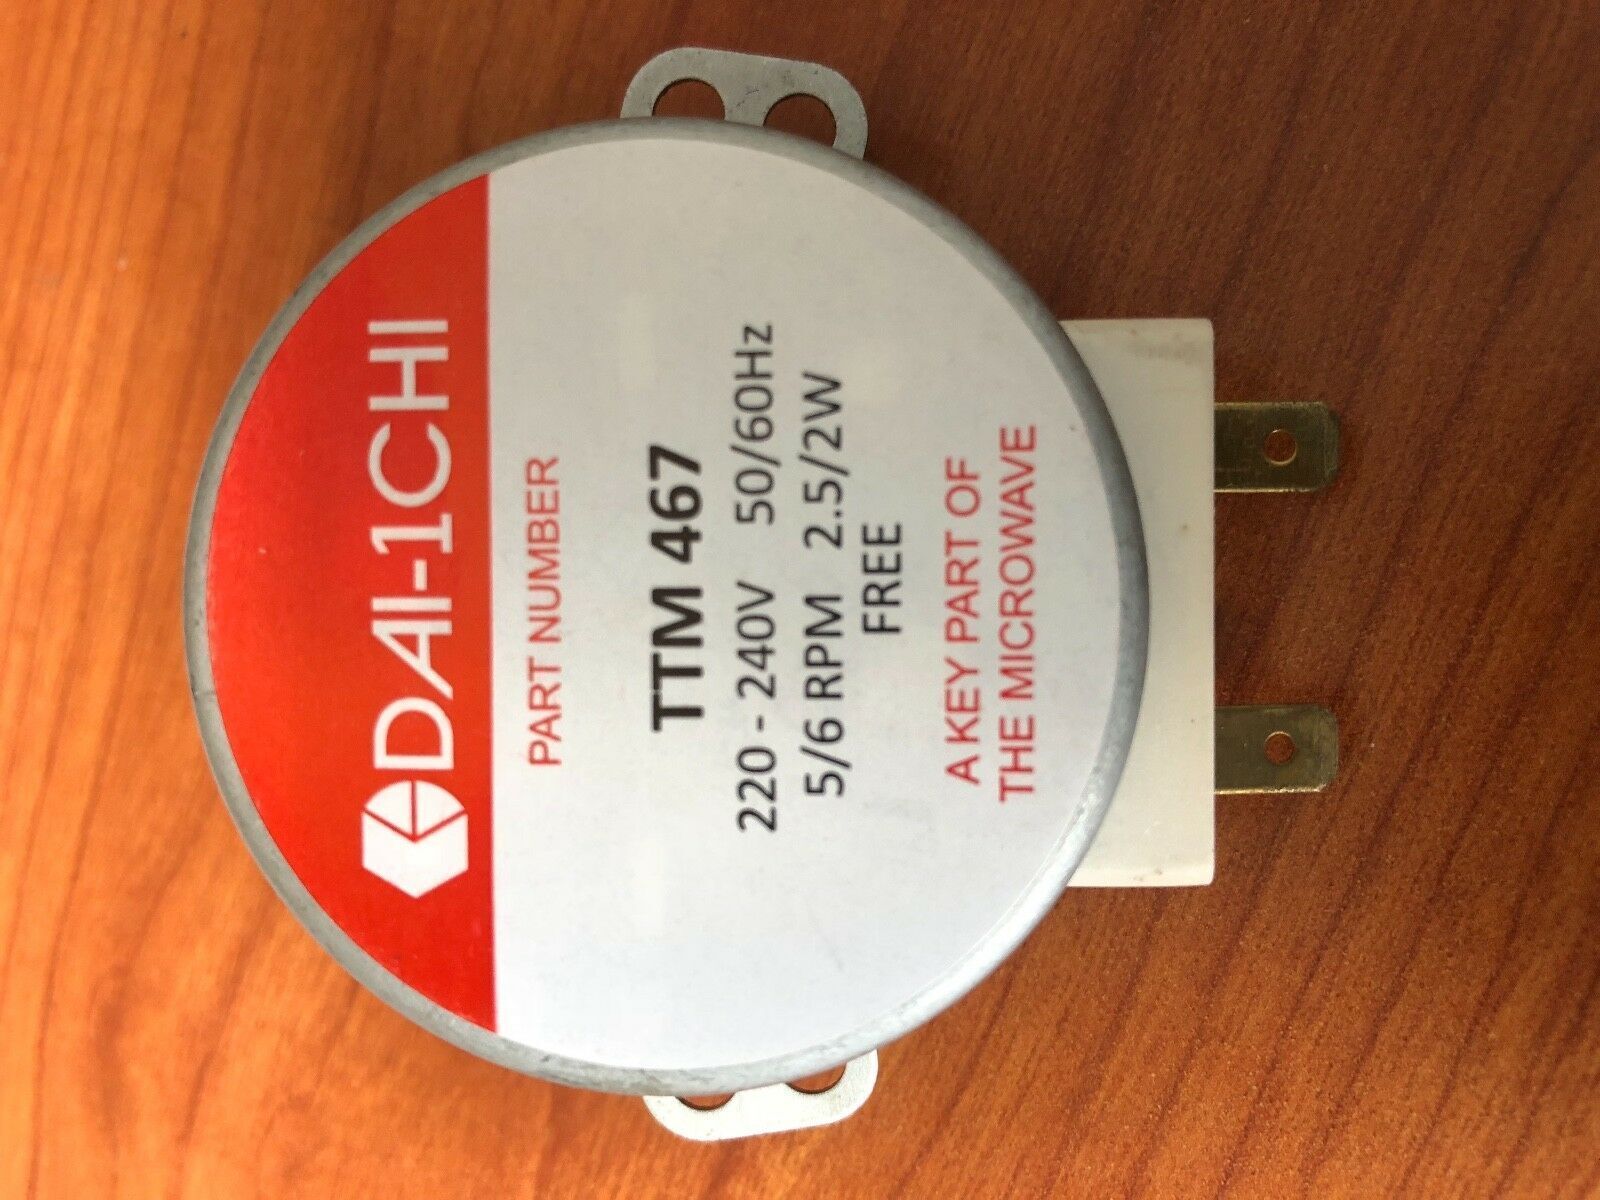 DAI-1CHI
PART NUMBER
TTM 467
220 - 240V 50/60Hz
5/6 RPM 2.5/2W
FREE
A KEY PART OF
THE MICROWAVE